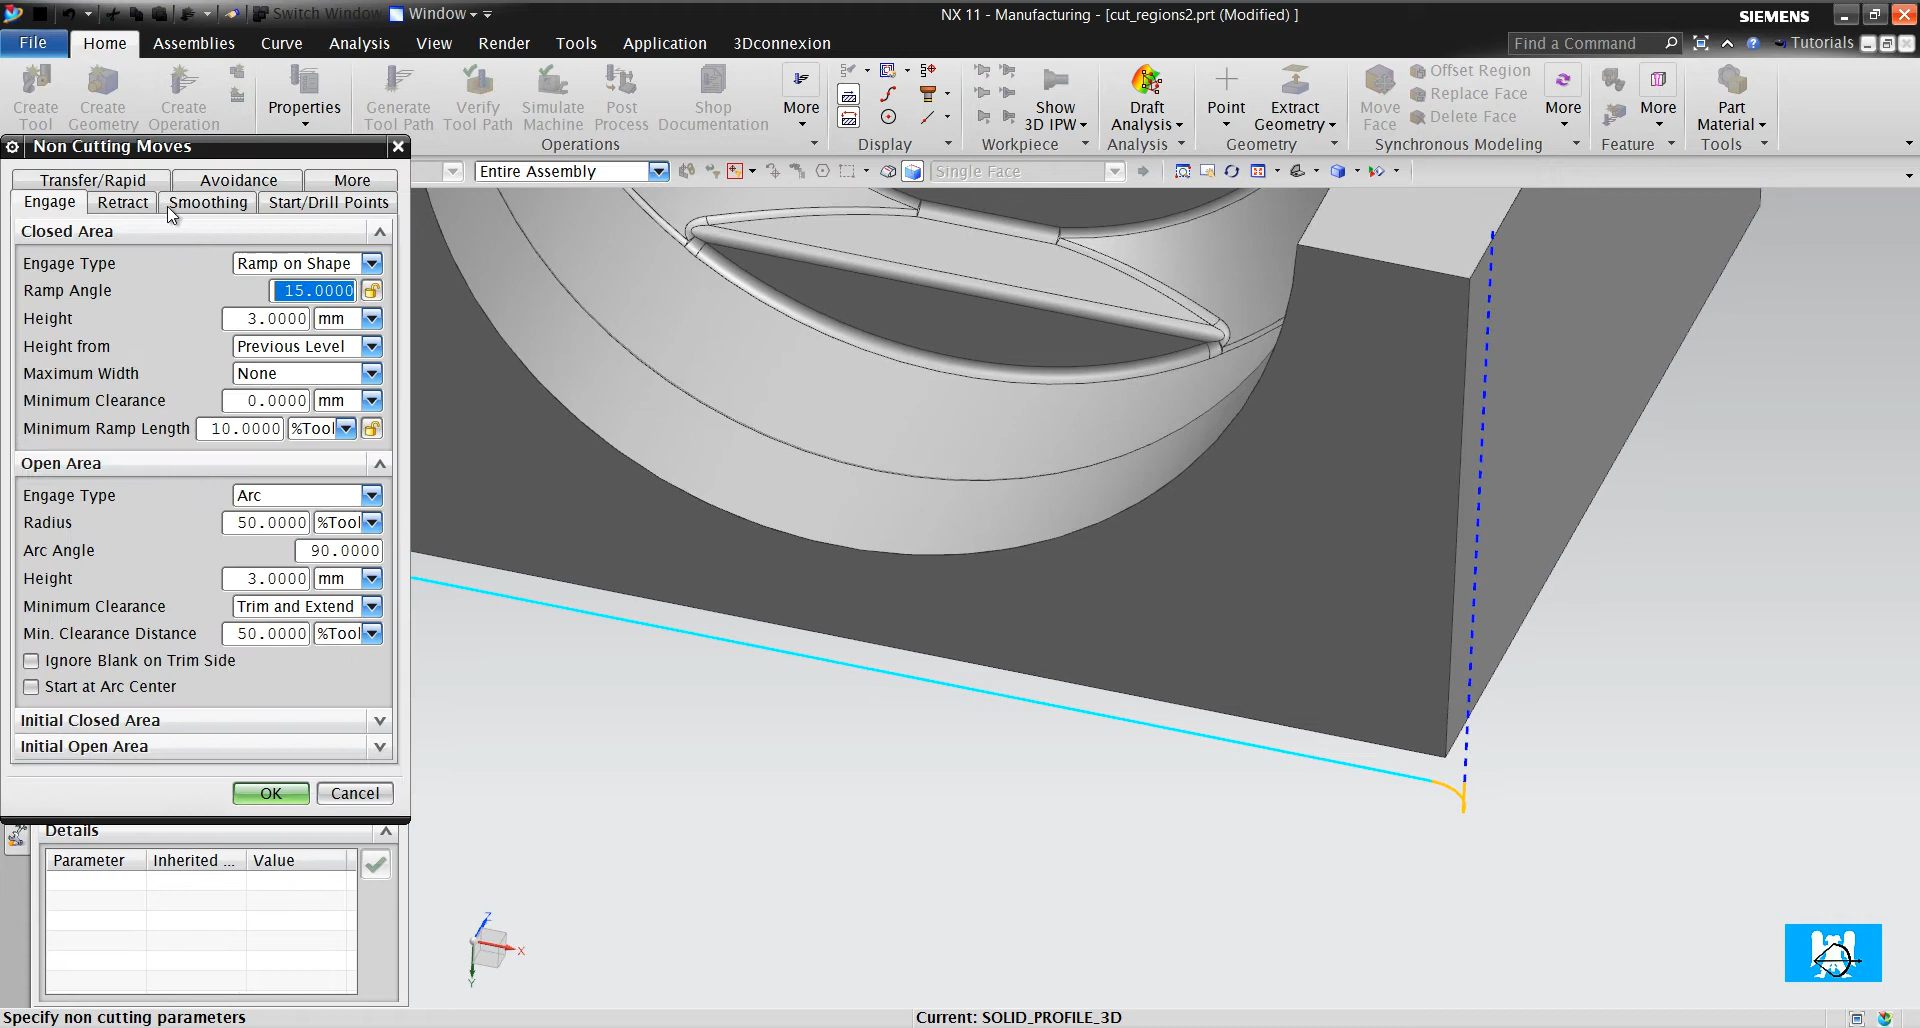 Switch Window Window
NX 11 - Manufacturing - [cut_regions2.prt (Modified) ]
SIEMENS
File Home Assemblies Curve Analysis View Render Tools Application 3Dconnexion
Find a Command
Tutorials
Create Tool
Create Geometry
Create Operation
Properties
Generate Tool Path
Verify Tool Path
Simulate Machine
Post Process
Shop Documentation
More
Show 3D IPW
Draft Analysis
Point
Extract Geometry
Move Face
Offset Region
Replace Face
Delete Face
More
More
Part Material
Operations
Display
Workpiece
Analysis
Geometry
Synchronous Modeling
Feature
Tools
Entire Assembly
Single Face
Non Cutting Moves
Transfer/Rapid Avoidance More
Engage Retract Smoothing Start/Drill Points
Closed Area
Engage Type Ramp on Shape
Ramp Angle 15.0000
Height 3.0000 mm
Height from Previous Level
Maximum Width None
Minimum Clearance 0.0000 mm
Minimum Ramp Length 10.0000 %Tool
Open Area
Engage Type Arc
Radius 50.0000 %Tool
Arc Angle 90.0000
Height 3.0000 mm
Minimum Clearance Trim and Extend
Min. Clearance Distance 50.0000 %Tool
Ignore Blank on Trim Side
Start at Arc Center
Initial Closed Area
Initial Open Area
OK Cancel
Details
Parameter Inherited ... Value
Z
X
Y
Specify non cutting parameters
Current: SOLID_PROFILE_3D